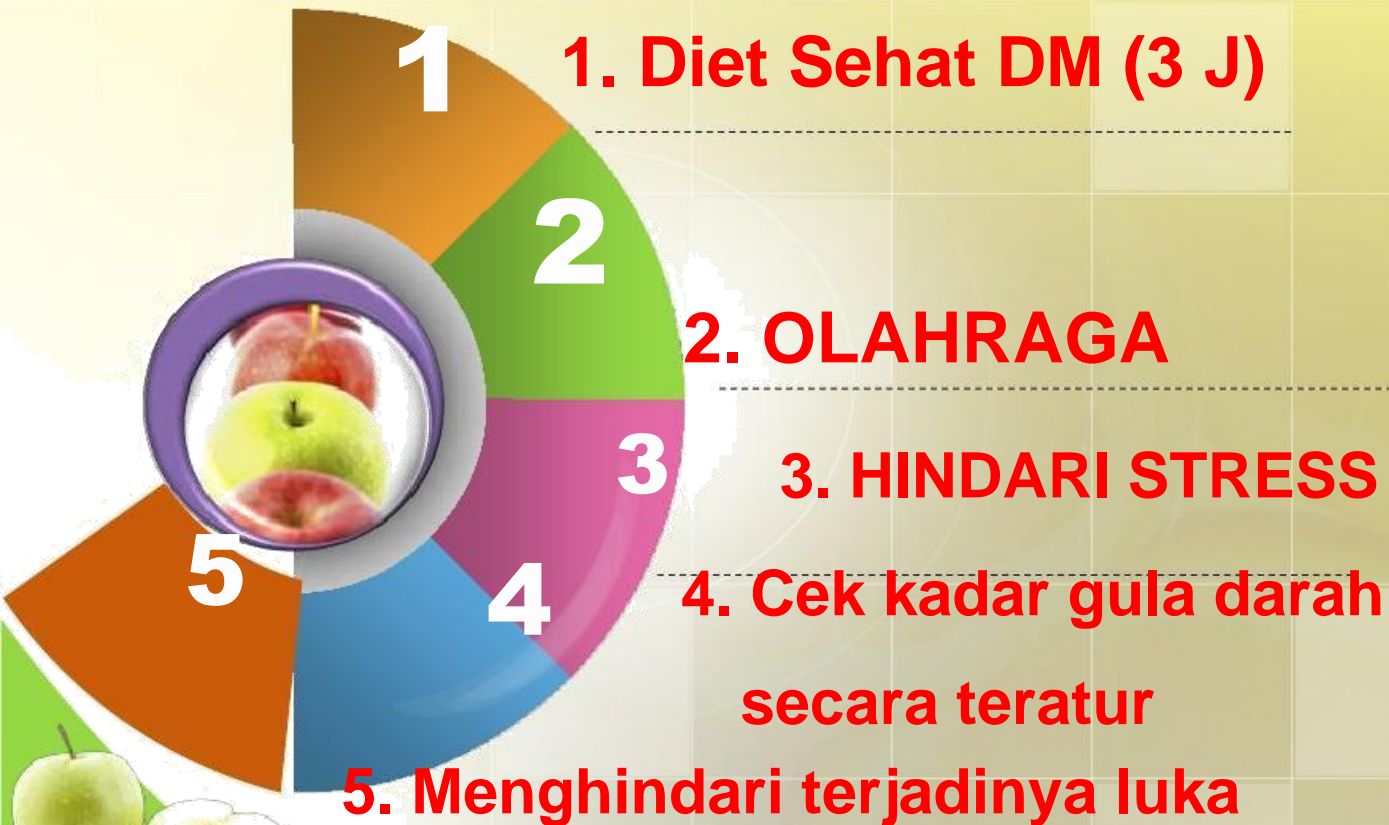 1
1. Diet Sehat DM (3 J)
2
2. OLAHRAGA
3
3. HINDARI STRESS
4
4. Cek kadar gula darah
secara teratur
5
5. Menghindari terjadinya luka